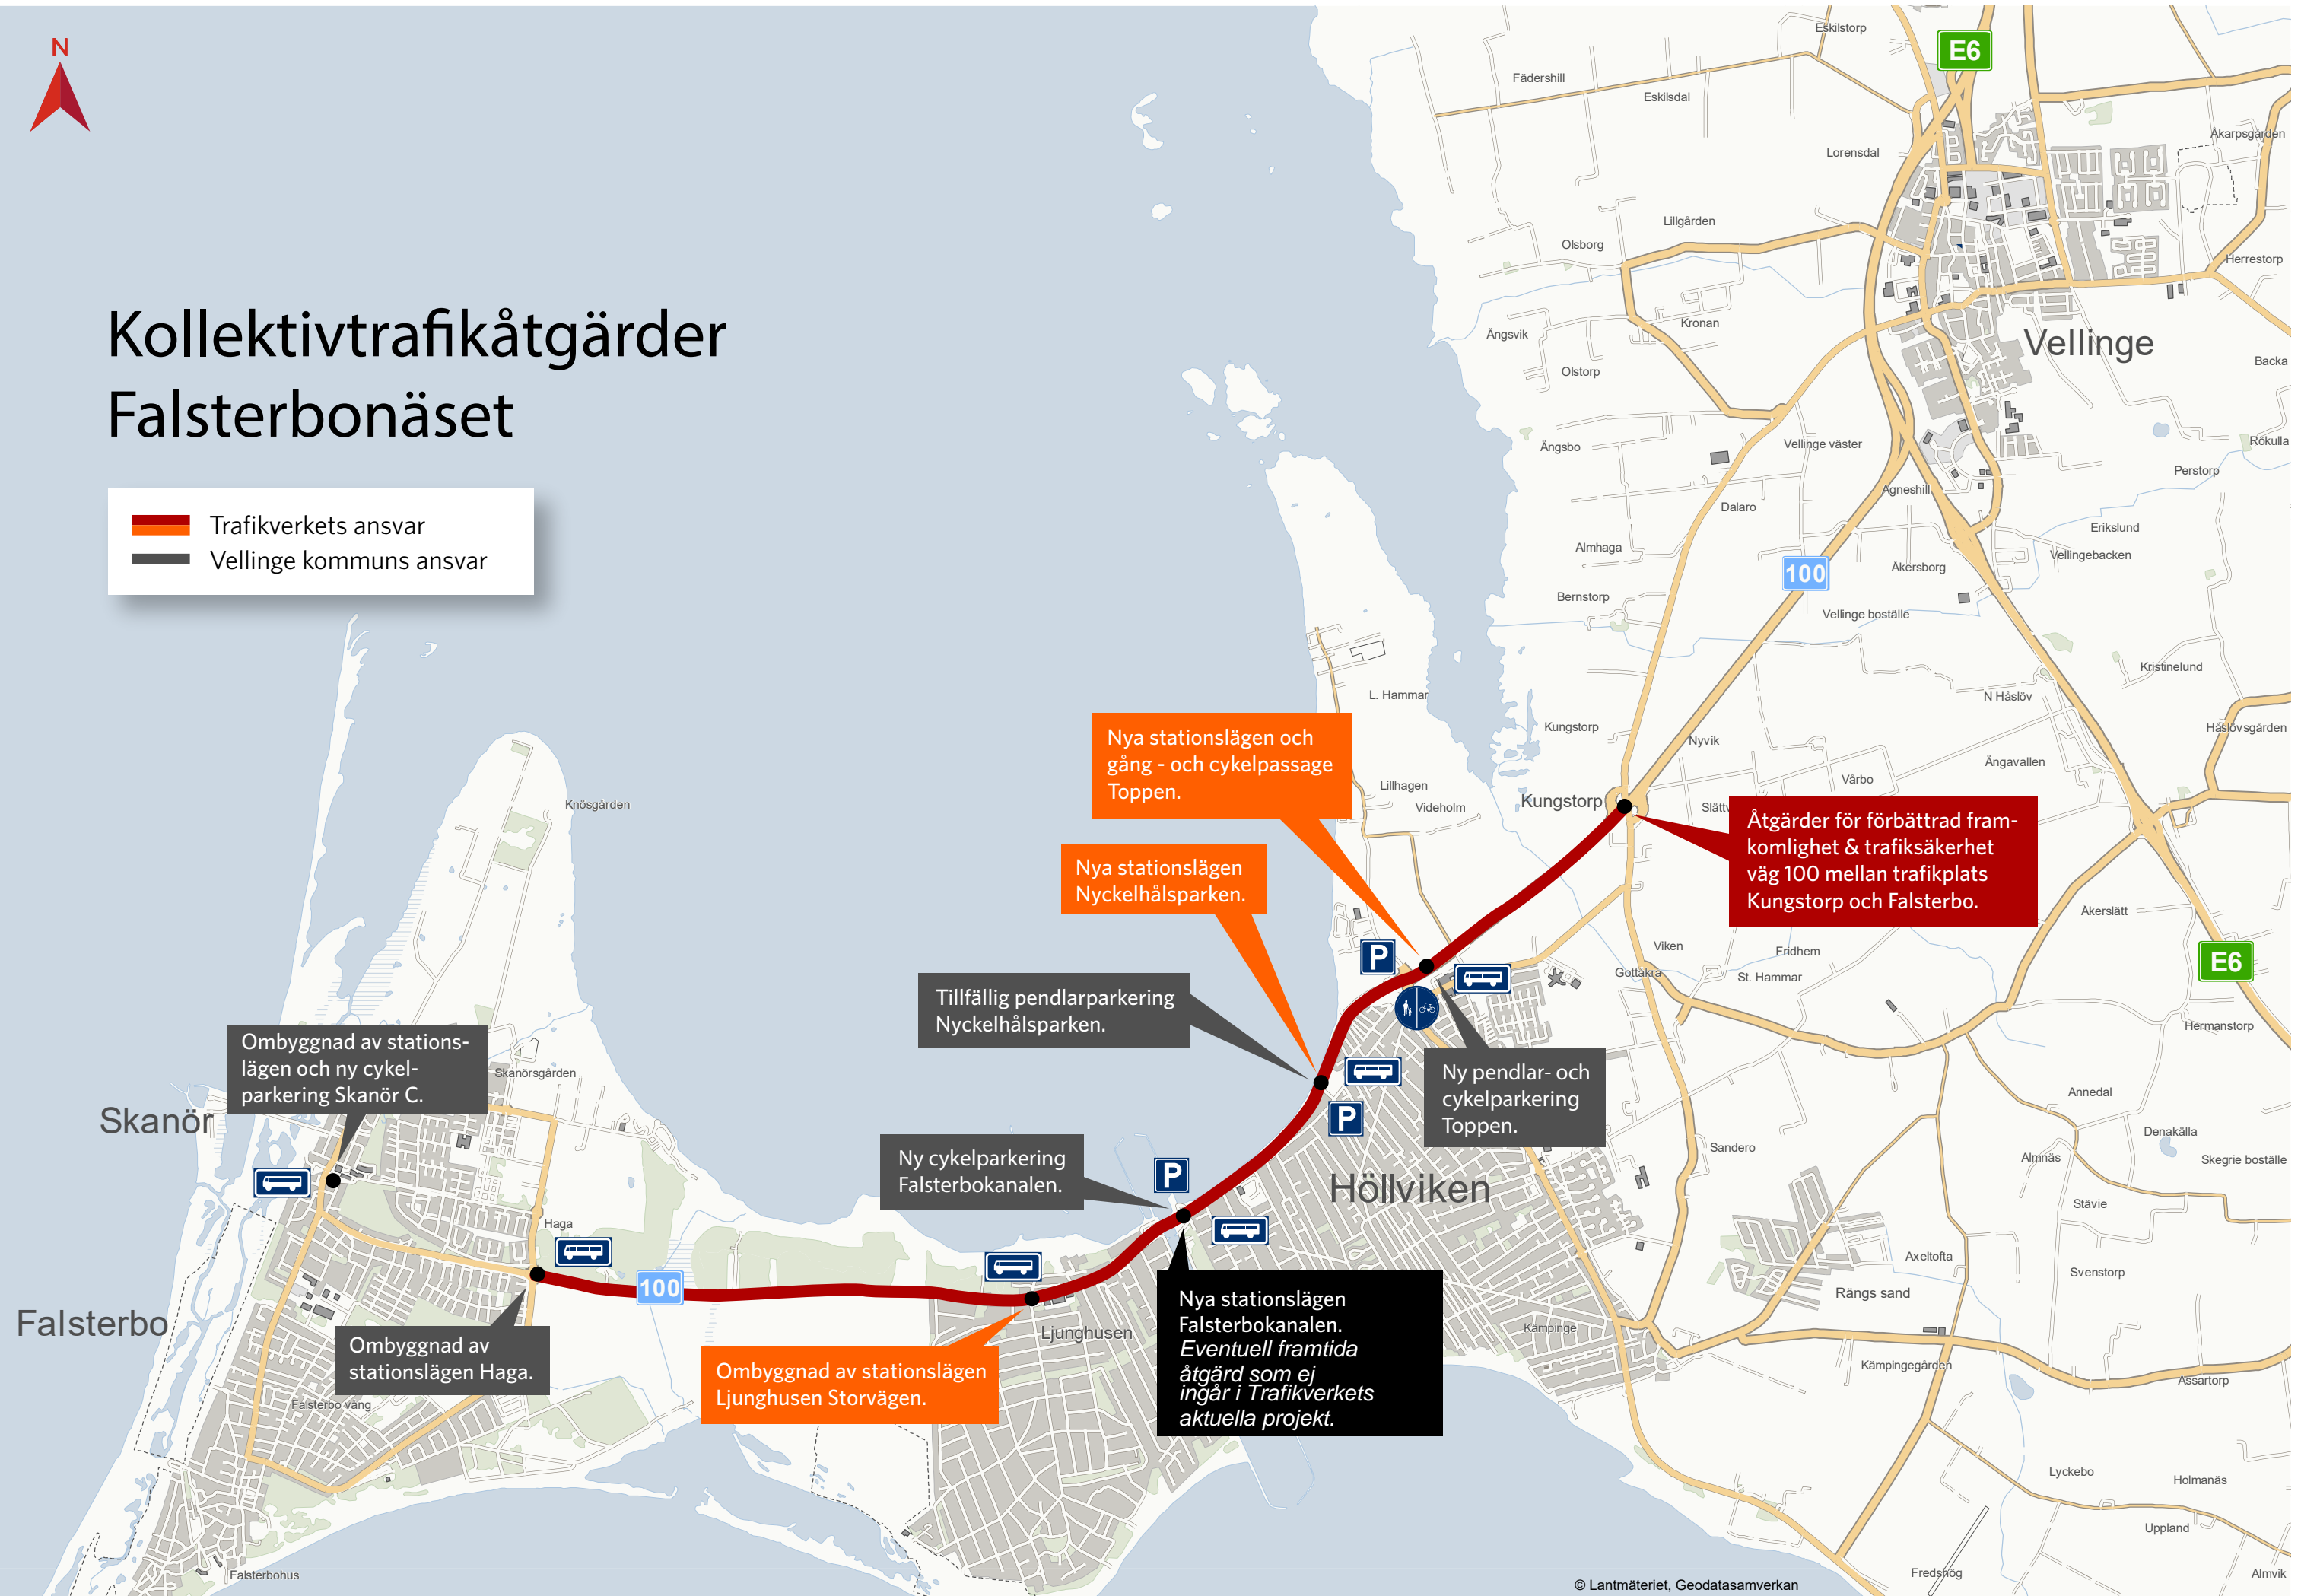 N
Kollektivtrafikåtgärder
Falsterbonäset
Trafikverkets ansvar
Vellinge kommuns ansvar
E6
Eskilstorp
Fädershill
Eskilsdal
Åkarpsgården
Lorensdal
Lillgården
Olsborg
Herrestorp
Kronan
Ängsvik
Vellinge
Olstorp
Backa
Ängsbo
Vellinge väster
Rökulla
Perstorp
Agneshill
Dalaro
Erikslund
Almhaga
Vellingebacken
100
Åkersborg
Bernstorp
Vellinge boställe
Kristinelund
L. Hammar
N Håslöv
Kungstorp
Nyvik
Håslövsgården
Ängavallen
Nya stationslägen och
gång - och cykelpassage
Toppen.
Lillhagen
Videholm
Vårbo
Kungstorp
Knösgården
Åtgärder för förbättrad fram-
komlighet & trafiksäkerhet
väg 100 mellan trafikplats
Kungstorp och Falsterbo.
Nya stationslägen
Nyckelhålsparken.
Åkerslätt
Viken
Fridhem
P
Gottåkra
St. Hammar
E6
Tillfällig pendlarparkering
Nyckelhålsparken.
Hermanstorp
Ombyggnad av stations-
lägen och ny cykel-
parkering Skanör C.
Skanörsgården
Ny pendlar- och
cykelparkering
Toppen.
Annedal
Skanör
P
Denakälla
Sandero
Almnäs
Skegrie boställe
Ny cykelparkering
Falsterbokanalen.
P
Höllviken
Stävie
Haga
Axeltofta
Svenstorp
100
Rängs sand
Falsterbo
Ljunghusen
Kämpinge
Nya stationslägen
Falsterbokanalen.
Eventuell framtida
åtgärd som ej
ingår i Trafikverkets
aktuella projekt.
Ombyggnad av
stationslägen Haga.
Ombyggnad av stationslägen
Ljunghusen Storvägen.
Kämpingegården
Assartorp
Falsterbo vång
Lyckebo
Holmanäs
Uppland
Falsterbohus
Fredshög
Almvik
© Lantmäteriet, Geodatasamverkan